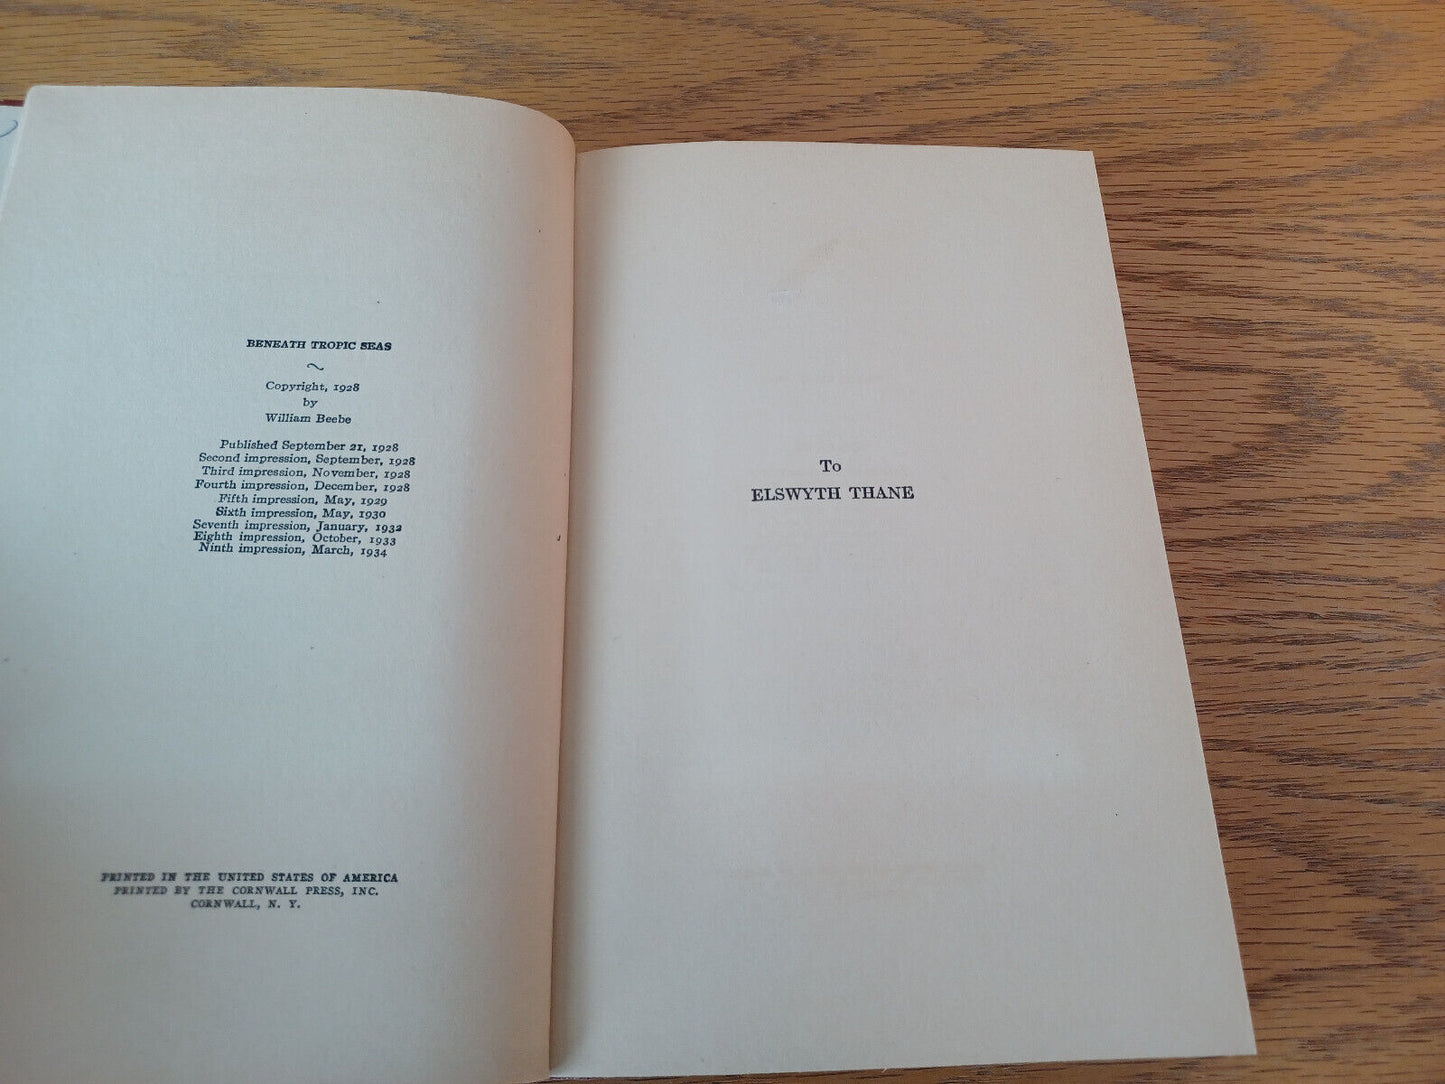 BENEATH TROPIC SEAS
Copyright, 1928
by
William Beebe
Published September 21, 1928
Second impression, September, 1928
Third impression, November, 1928
Fourth impression, December, 1928
Fifth impression, May, 1929
Sixth impression, May, 1930
Seventh impression, January, 1932
Eighth impression, October, 1933
Ninth impression, March, 1934
PRINTED IN THE UNITED STATES OF AMERICA
PRINTED BY THE CORNWALL PRESS, INC.
CORNWALL, N. Y.
To
ELSWYTH THANE